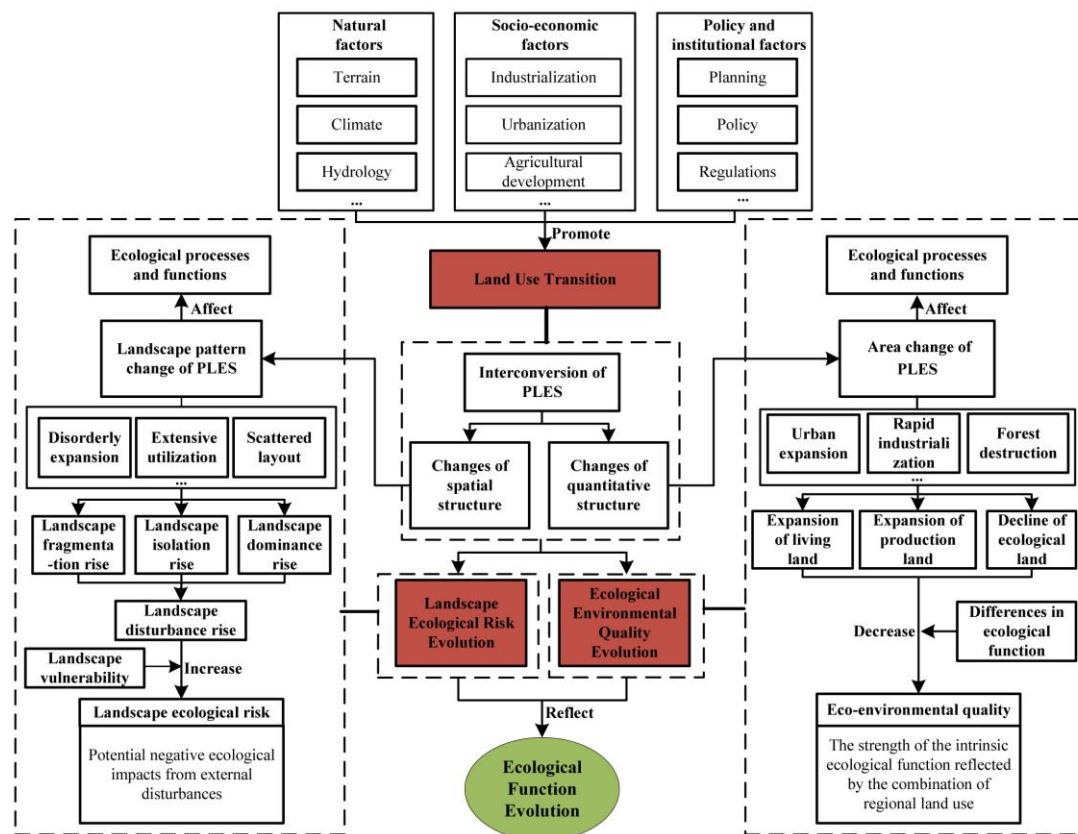 Natural
factors
Terrain
Climate
Hydrology
...
Socio-economic
factors
Industrialization
Urbanization
Agricultural
development
...
Policy and
institutional factors
Planning
Policy
Regulations
...
Promote
Land Use Transition
Interconversion of
PLES
Changes of
spatial
structure
Changes of
quantitative
structure
Ecological processes
and functions
Affect
Landscape pattern
change of PLES
Disorderly
expansion
Extensive
utilization
Scattered
layout
...
Landscape
fragmenta
-tion rise
Landscape
isolation
rise
Landscape
dominance
rise
Landscape
disturbance rise
Landscape
vulnerability
Increase
Landscape ecological risk
Potential negative ecological
impacts from external
disturbances
Landscape
Ecological Risk
Evolution
Ecological
Environmental
Quality
Evolution
Reflect
Ecological
Function
Evolution
Ecological processes
and functions
Affect
Area change of
PLES
Urban
expansion
Rapid
industriali
zation
Forest
destruction
...
Expansion
of living
land
Expansion of
production
land
Decline of
ecological
land
Decrease
Differences in
ecological
function
Eco-environmental quality
The strength of the intrinsic
ecological function reflected
by the combination of
regional land use